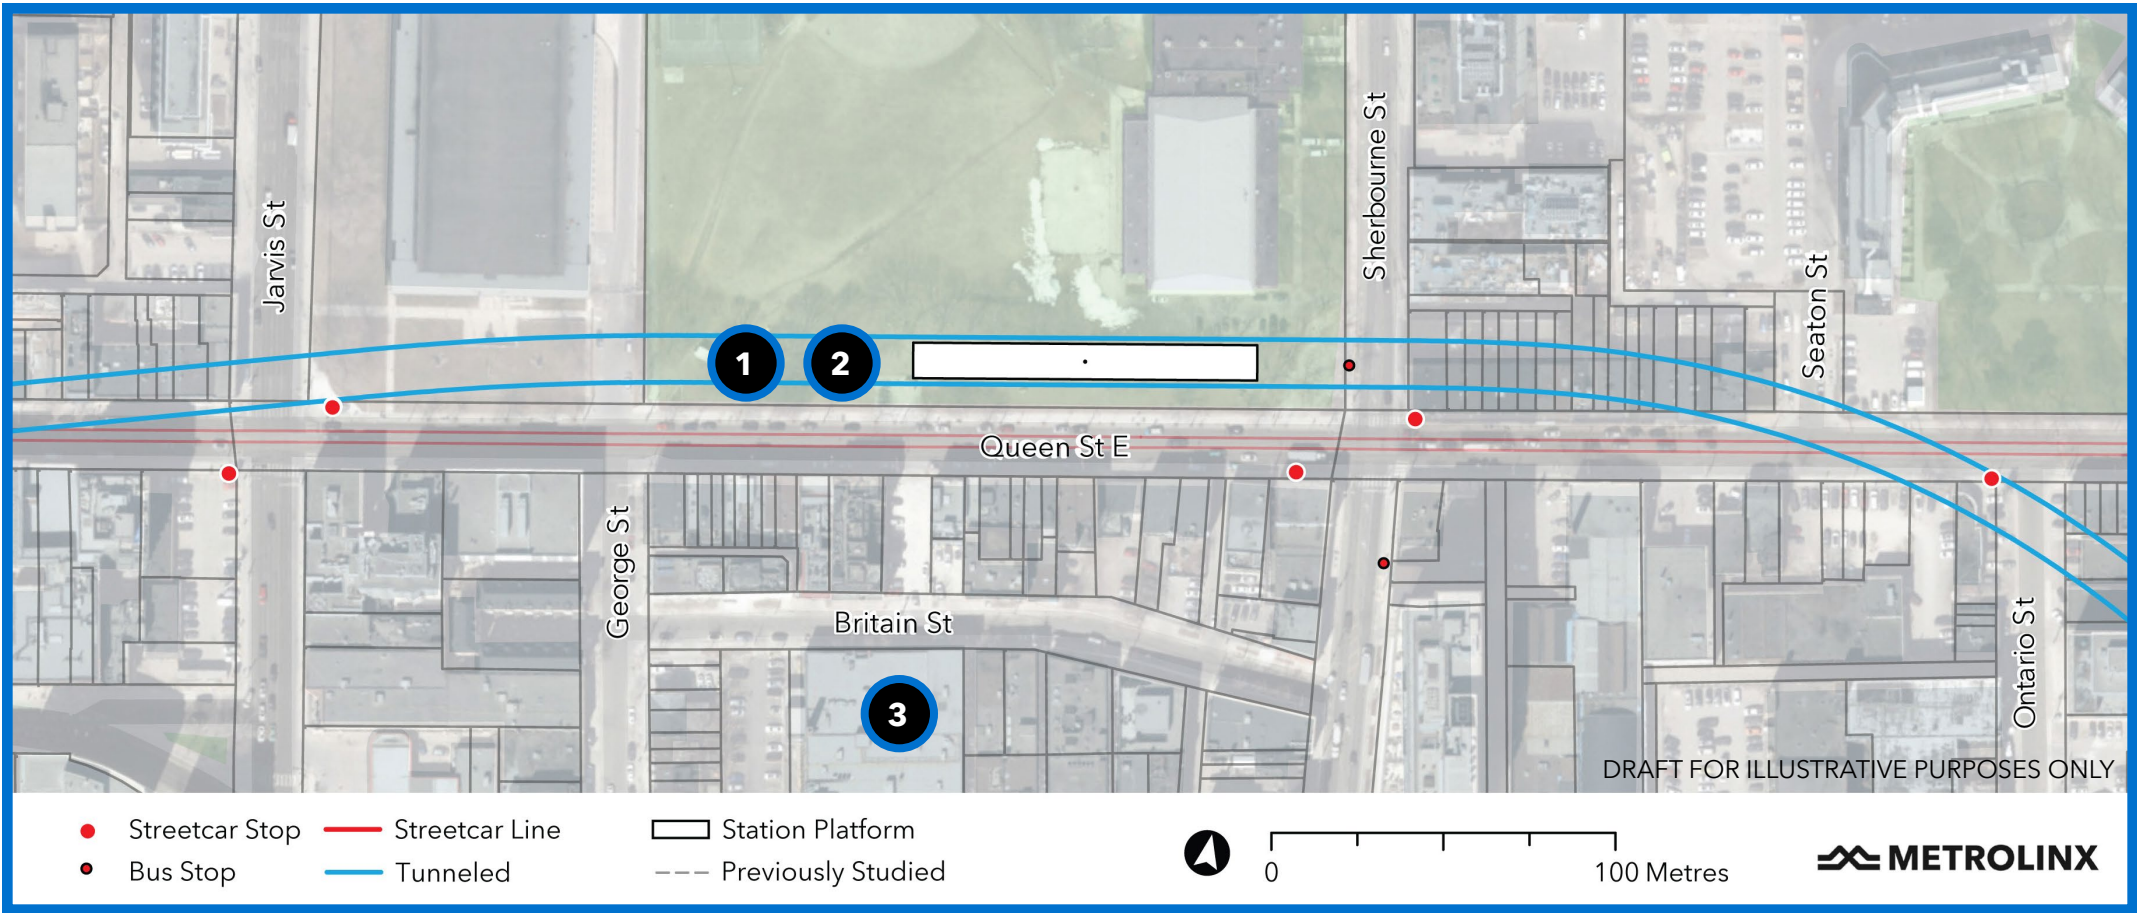 Jarvis St
Sherbourne St
Seaton St
1
2
Queen St E
George St
Britain St
3
Ontario St
DRAFT FOR ILLUSTRATIVE PURPOSES ONLY
Streetcar Stop
Streetcar Line
Station Platform
Bus Stop
Tunneled
Previously Studied
0
100 Metres
METROLINX